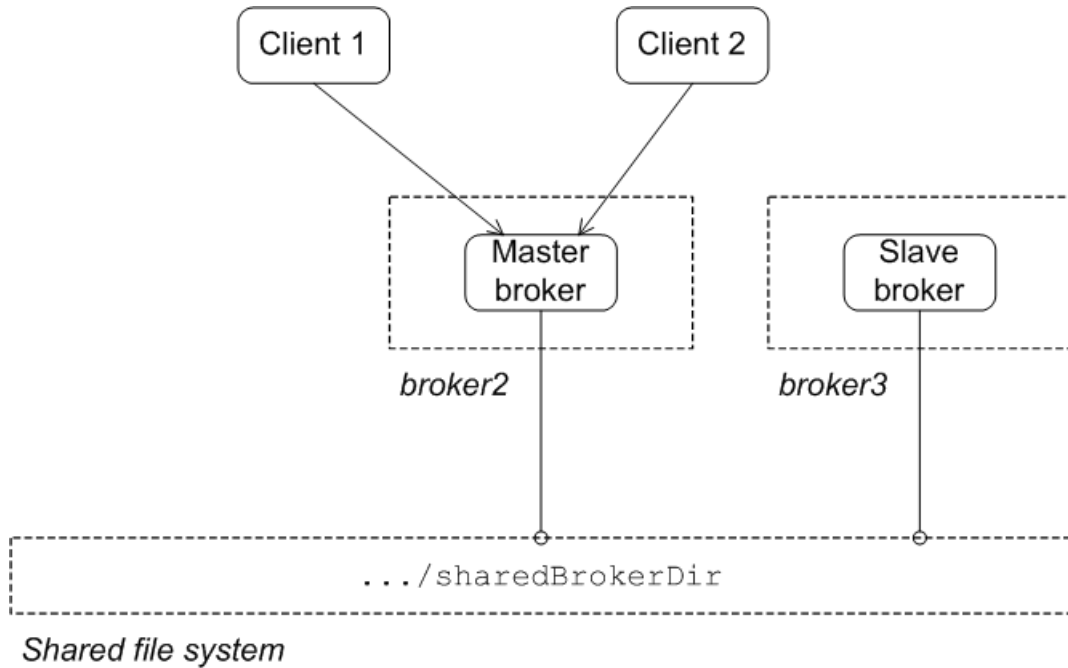 Client 1
Client 2
Master
broker
Slave
broker
broker2
broker3
.../sharedBrokerDir
Shared file system